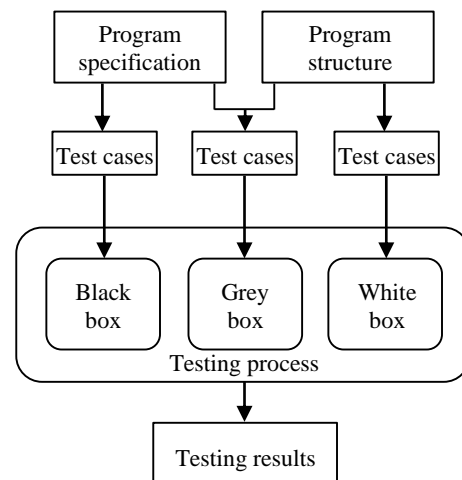 Program
specification
Program
structure
Test cases
Test cases
Test cases
Black
box
Grey
box
White
box
Testing process
Testing results